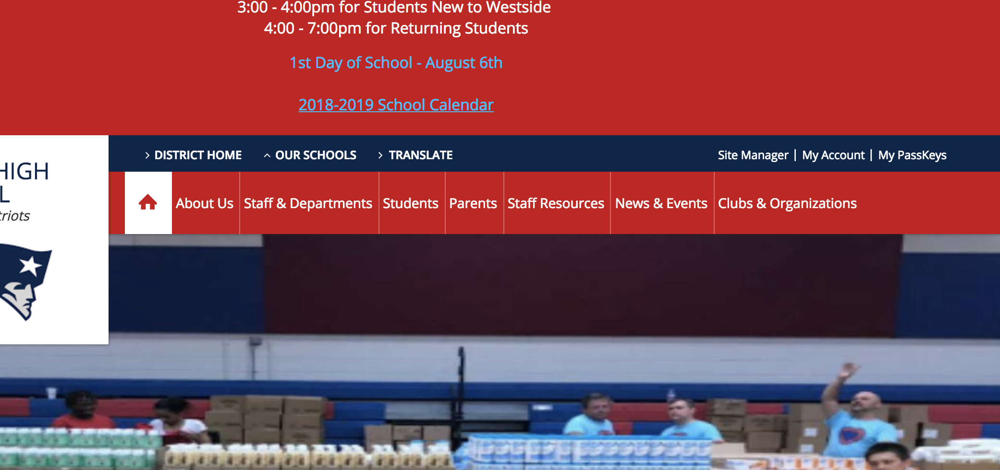 3:00 - 4:00pm for Students New to Westside
4:00 - 7:00pm for Returning Students
1st Day of School - August 6th
2018-2019 School Calendar
DISTRICT HOME OUR SCHOOLS TRANSLATE Site Manager | My Account | My PassKeys
HIGH
L
triots
About Us Staff & Departments Students Parents Staff Resources News & Events Clubs & Organizations